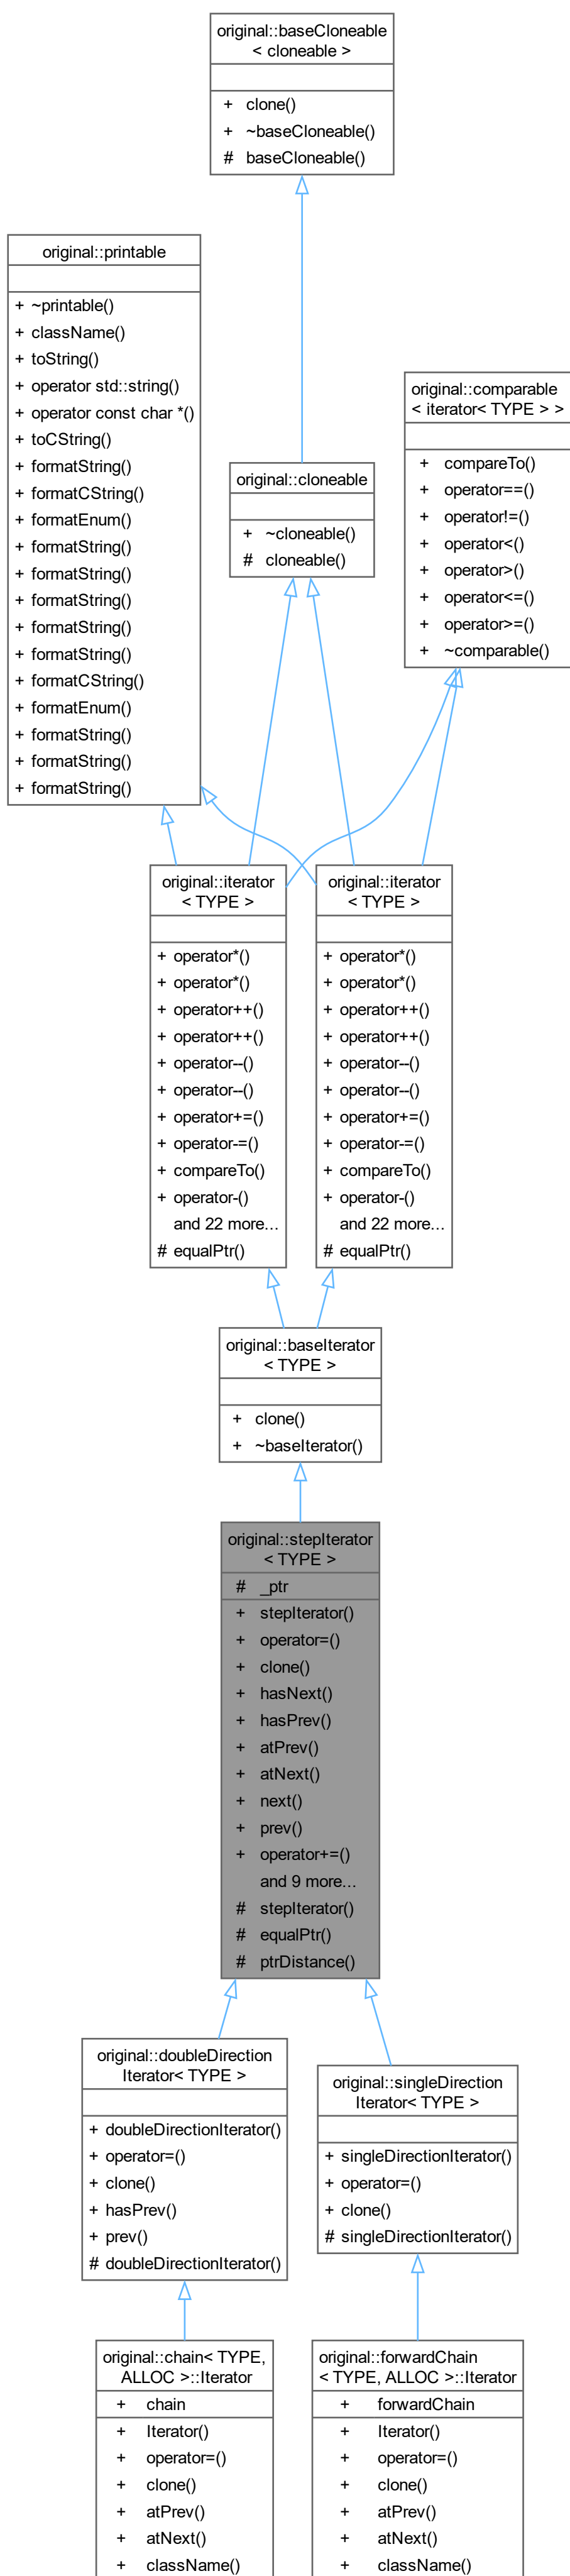 original::baseCloneable
< cloneable >
+ clone()
+ ~baseCloneable()
# baseCloneable()
original::printable
+ ~printable()
+ className()
+ toString()
+ operator std::string()
+ operator const char *()
+ toCString()
+ formatString()
+ formatCString()
+ formatEnum()
+ formatString()
+ formatString()
+ formatString()
+ formatString()
+ formatString()
+ formatCString()
+ formatEnum()
+ formatString()
+ formatString()
+ formatString()
original::comparable
< iterator< TYPE > >
+ compareTo()
+ operator==()
+ operator!=()
+ operator<()
+ operator>()
+ operator<=()
+ operator>=()
+ ~comparable()
original::cloneable
+ ~cloneable()
# cloneable()
original::iterator
< TYPE >
+ operator*()
+ operator*()
+ operator++()
+ operator++()
+ operator--()
+ operator--()
+ operator+=()
+ operator-=()
+ compareTo()
+ operator-()
and 22 more...
# equalPtr()
original::iterator
< TYPE >
+ operator*()
+ operator*()
+ operator++()
+ operator++()
+ operator--()
+ operator--()
+ operator+=()
+ operator-=()
+ compareTo()
+ operator-()
and 22 more...
# equalPtr()
original::baseIterator
< TYPE >
+ clone()
+ ~baseIterator()
original::stepIterator
< TYPE >
# _ptr
+ stepIterator()
+ operator=()
+ clone()
+ hasNext()
+ hasPrev()
+ atPrev()
+ atNext()
+ next()
+ prev()
+ operator+=()
and 9 more...
# stepIterator()
# equalPtr()
# ptrDistance()
original::doubleDirection
Iterator< TYPE >
+ doubleDirectionIterator()
+ operator=()
+ clone()
+ hasPrev()
+ prev()
# doubleDirectionIterator()
original::singleDirection
Iterator< TYPE >
+ singleDirectionIterator()
+ operator=()
+ clone()
# singleDirectionIterator()
original::chain< TYPE,
ALLOC >::Iterator
+ chain
+ Iterator()
+ operator=()
+ clone()
+ atPrev()
+ atNext()
+ className()
original::forwardChain
< TYPE, ALLOC >::Iterator
+ forwardChain
+ Iterator()
+ operator=()
+ clone()
+ atPrev()
+ atNext()
+ className()